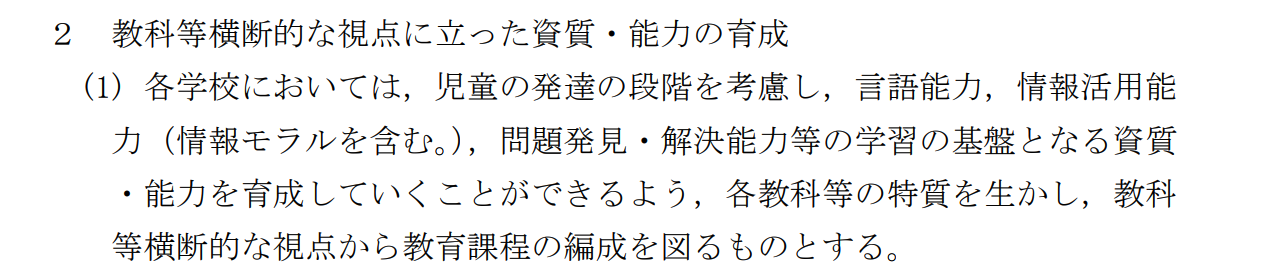 ２　教科等横断的な視点に立った資質・能力の育成
(1) 各学校においては，児童の発達の段階を考慮し，言語能力，情報活用能
力（情報モラルを含む。），問題発見・解決能力等の学習の基盤となる資質
・能力を育成していくことができるよう，各教科等の特質を生かし，教科
等横断的な視点から教育課程の編成を図るものとする。